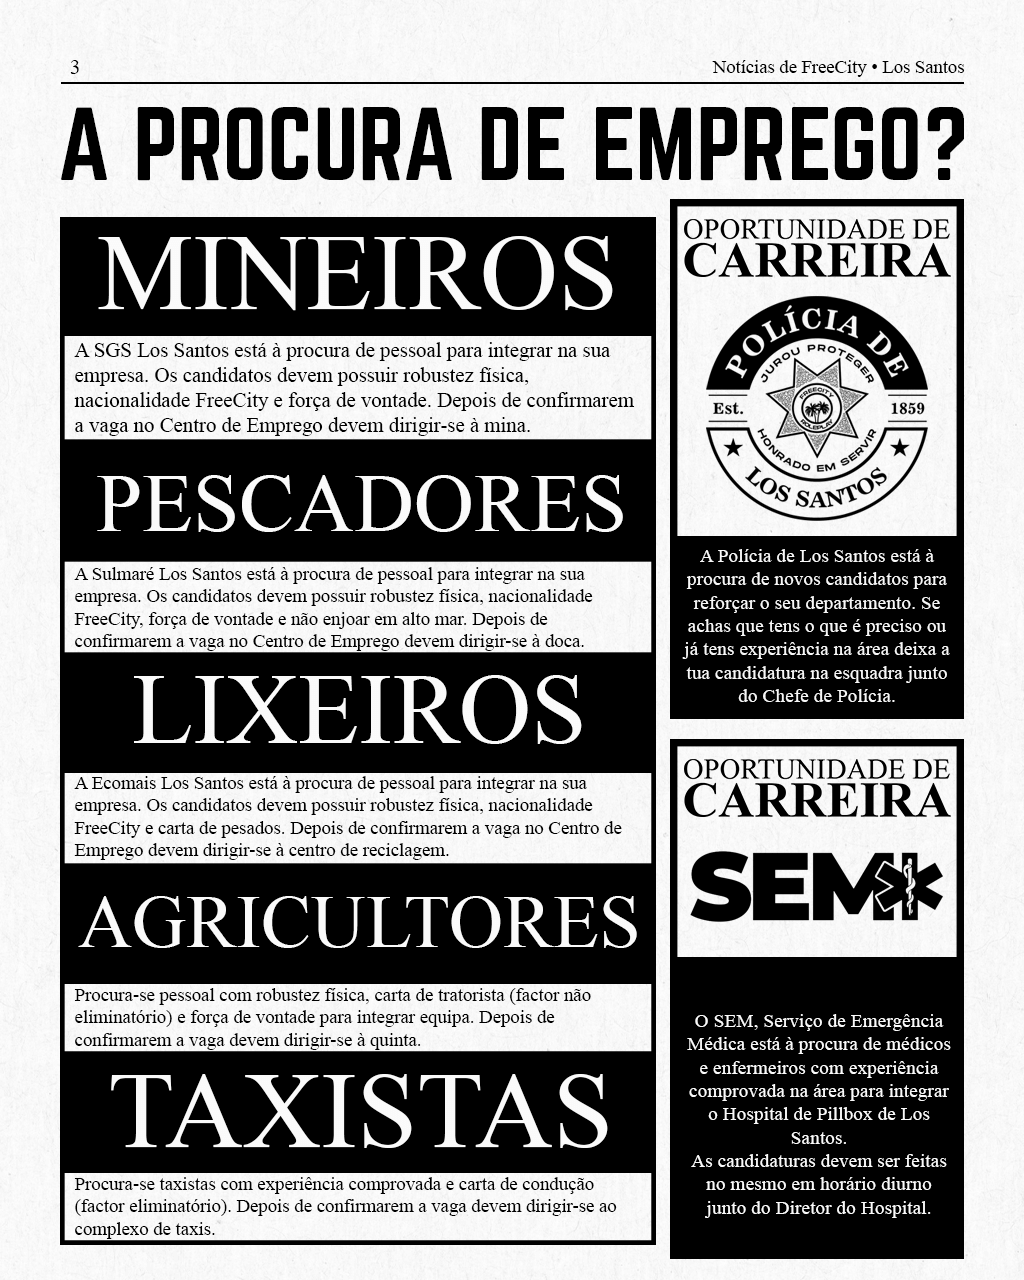 3
Notícias de FreeCity • Los Santos
A PROCURA DE EMPREGO?
MINEIROS
A SGS Los Santos está à procura de pessoal para integrar na sua
empresa. Os candidatos devem possuir robustez física,
nacionalidade FreeCity e força de vontade. Depois de confirmarem
a vaga no Centro de Emprego devem dirigir-se à mina.
PESCADORES
A Sulmaré Los Santos está à procura de pessoal para integrar na sua
empresa. Os candidatos devem possuir robustez física, nacionalidade
FreeCity, força de vontade e não enjoar em alto mar. Depois de
confirmarem a vaga no Centro de Emprego devem dirigir-se à doca.
LIXEIROS
A Ecomais Los Santos está à procura de pessoal para integrar na sua
empresa. Os candidatos devem possuir robustez física, nacionalidade
FreeCity e carta de pesados. Depois de confirmarem a vaga no Centro de
Emprego devem dirigir-se à centro de reciclagem.
AGRICULTORES
Procura-se pessoal com robustez física, carta de tratorista (factor não
eliminatório) e força de vontade para integrar equipa. Depois de
confirmarem a vaga devem dirigir-se à quinta.
TAXISTAS
Procura-se taxistas com experiência comprovada e carta de condução
(factor eliminatório). Depois de confirmarem a vaga devem dirigir-se ao
complexo de taxis.
OPORTUNIDADE DE
CARREIRA
POLÍCIA DE
JUROU PROTEGER
FREECITY
ROLEPLAY
Est.
1859
HONRADO EM SERVIR
LOS SANTOS
A Polícia de Los Santos está à
procura de novos candidatos para
reforçar o seu departamento. Se
achas que tens o que é preciso ou
já tens experiência na área deixa a
tua candidatura na esquadra junto
do Chefe de Polícia.
OPORTUNIDADE DE
CARREIRA
SEM
O SEM, Serviço de Emergência
Médica está à procura de médicos
e enfermeiros com experiência
comprovada na área para integrar
o Hospital de Pillbox de Los
Santos.
As candidaturas devem ser feitas
no mesmo em horário diurno
junto do Diretor do Hospital.